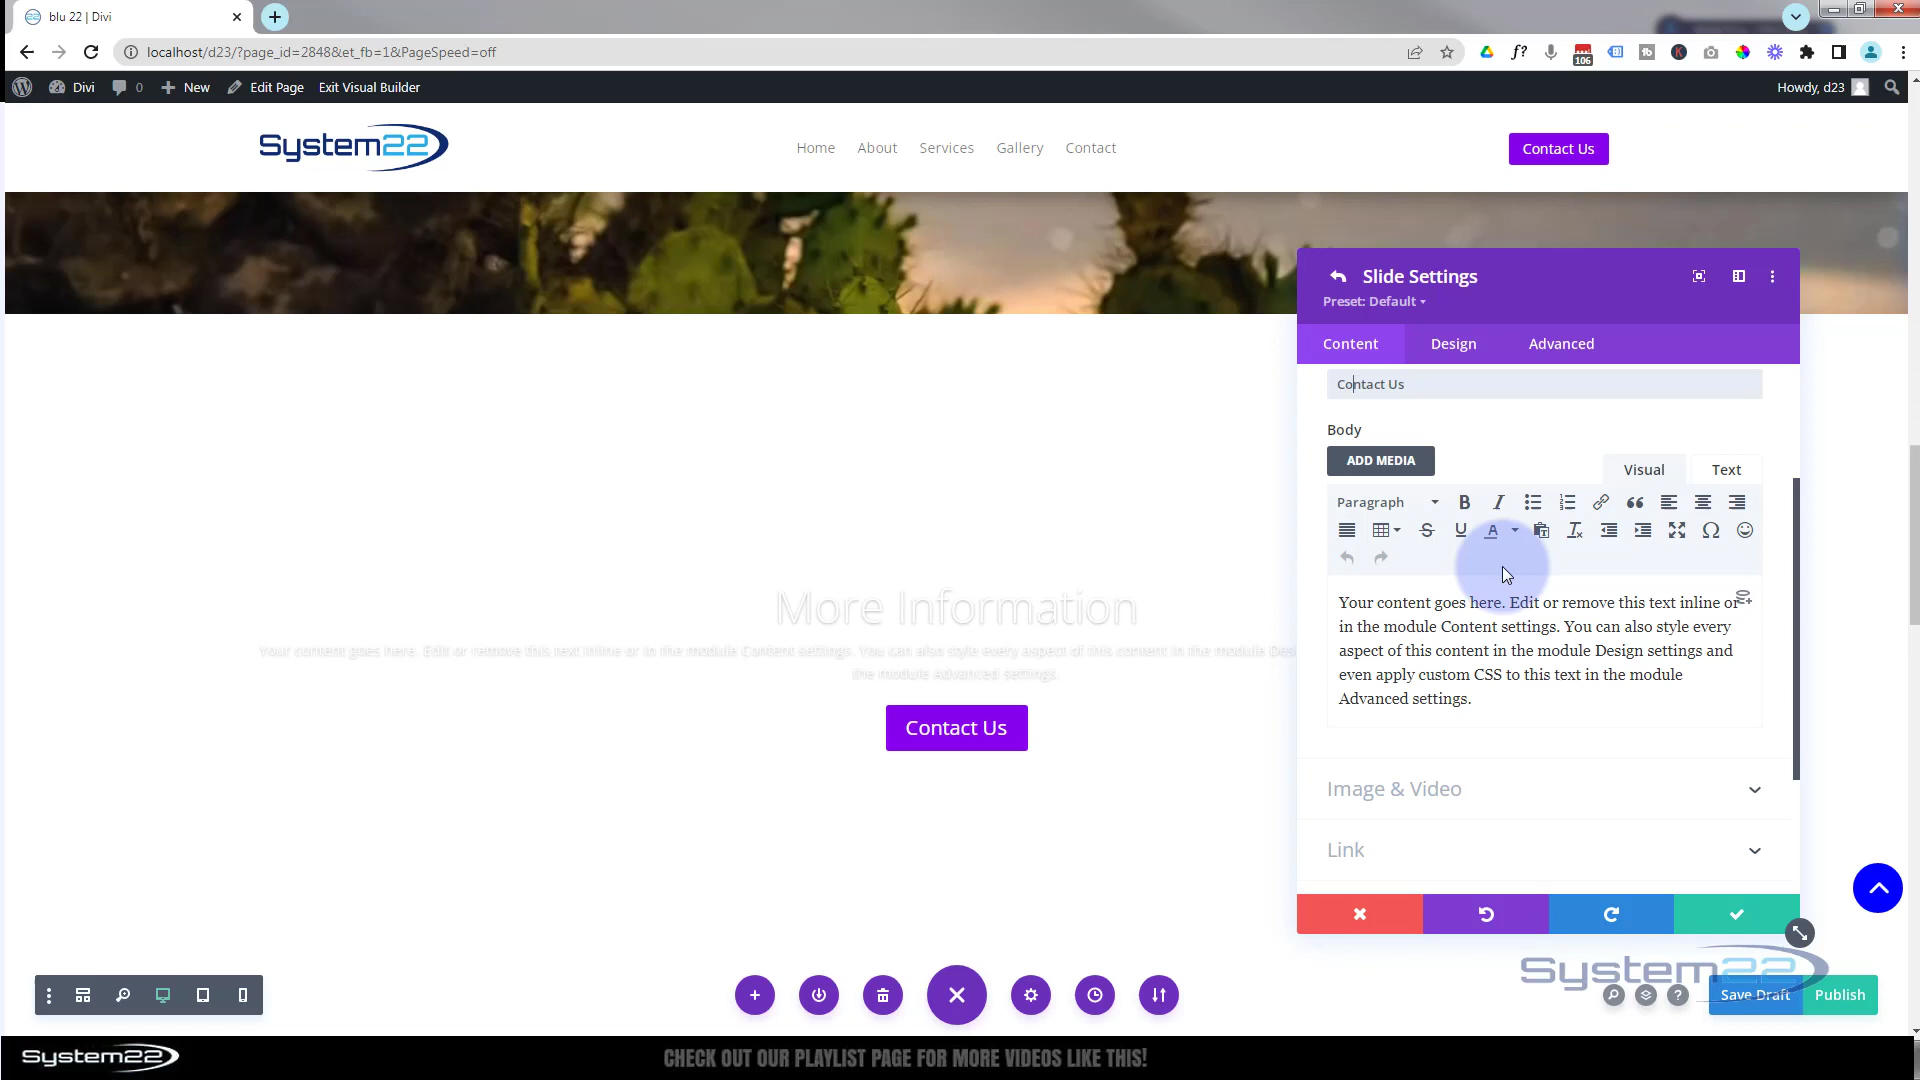 blu 22 | Divi
localhost/d23/?page_id=2848&et_fb=1&PageSpeed=off
106
Divi
0
New
Edit Page
Exit Visual Builder
Howdy, d23
System22
Home
About
Services
Gallery
Contact
Contact Us
Slide Settings
Preset: Default
Content
Design
Advanced
Contact Us
Body
ADD MEDIA
Visual
Text
Paragraph
Your content goes here. Edit or remove this text inline or
in the module Content settings. You can also style every
aspect of this content in the module Design settings and
even apply custom CSS to this text in the module
Advanced settings.
Image & Video
Link
More Information
Your content goes here. Edit or remove this text inline or in the module Content settings. You can also style every aspect of this content in the module Desi
the module Advanced settings.
Contact Us
System22
Save Draft
Publish
System22
CHECK OUT OUR PLAYLIST PAGE FOR MORE VIDEOS LIKE THIS!